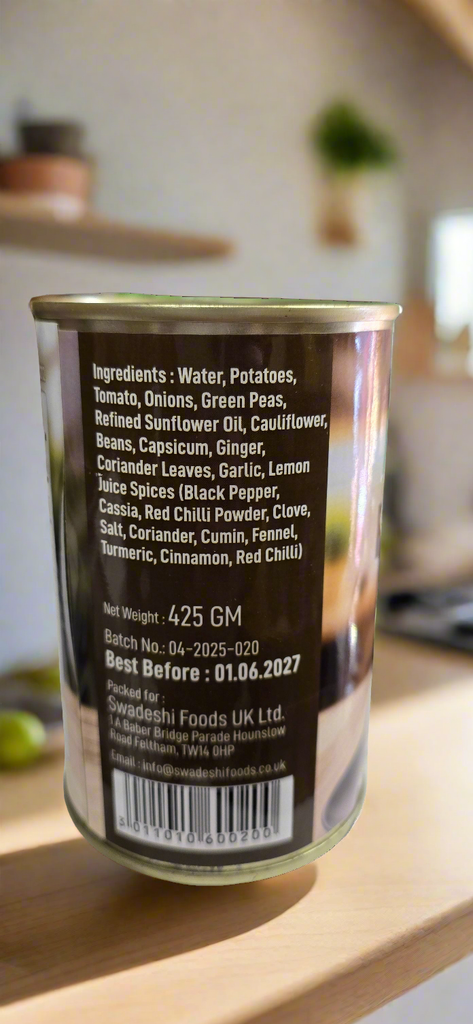 Ingredients : Water, Potatoes,
Tomato, Onions, Green Peas,
Refined Sunflower Oil, Cauliflower,
Beans, Capsicum, Ginger,
Coriander Leaves, Garlic, Lemon
Juice Spices (Black Pepper,
Cassia, Red Chilli Powder, Clove,
Salt, Coriander, Cumin, Fennel,
Turmeric, Cinnamon, Red Chilli)
Net Weight : 425 GM
Batch No.: 04-2025-020
Best Before : 01.06.2027
Packed for :
Swadeshi Foods UK Ltd.
1 A Baber Bridge Parade Hounslow
Road Feltham, TW14 0HP
Email : info@swadeshifoods.co.uk
3 011010 600200